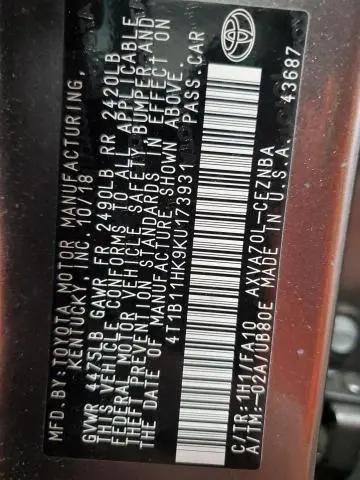 MFD.BY:TOYOTA MOTOR MANUFACTURING,
KENTUCKY INC. 10/18
GVWR 4475LB GAWR FR 2490LB RR 2420LB
THIS VEHICLE CONFORMS TO ALL APPLICABLE
FEDERAL MOTOR VEHICLE SAFETY, BUMPER, AND
THEFT PREVENTION STANDARDS IN EFFECT ON
THE DATE OF MANUFACTURE SHOWN ABOVE.
4T1B11HK9KU173931 PASS.CAR
C/TR:1H1/FA10 AXVA70L-CEZNBA
A/TM:-02A/UB80E MADE IN U.S.A.
43687